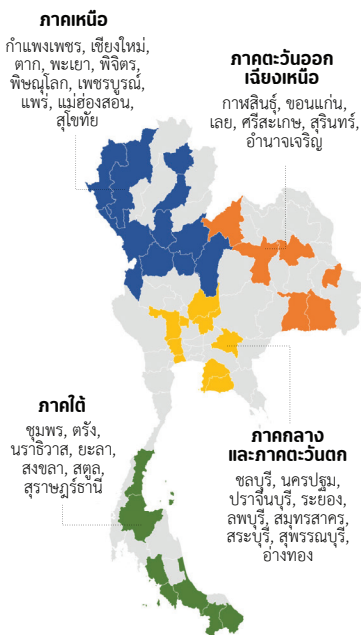 ภาคเหนือ
กำแพงเพชร, เชียงใหม่,
ตาก, พะเยา, พิจิตร,
พิษณุโลก, เพชรบูรณ์,
แพร่, แม่ฮ่องสอน,
สุโขทัย
ภาคตะวันออก
เฉียงเหนือ
กาฬสินธุ์, ขอนแก่น,
เลย, ศรีสะเกษ, สุรินทร์,
อำนาจเจริญ
ภาคใต้
ชุมพร, ตรัง,
นราธิวาส, ยะลา,
สงขลา, สตูล,
สุราษฎร์ธานี
ภาคกลาง
และภาคตะวันตก
ชลบุรี, นครปฐม,
ปราจีนบุรี, ระยอง,
ลพบุรี, สมุทรสาคร,
สระบุรี, สุพรรณบุรี,
อ่างทอง